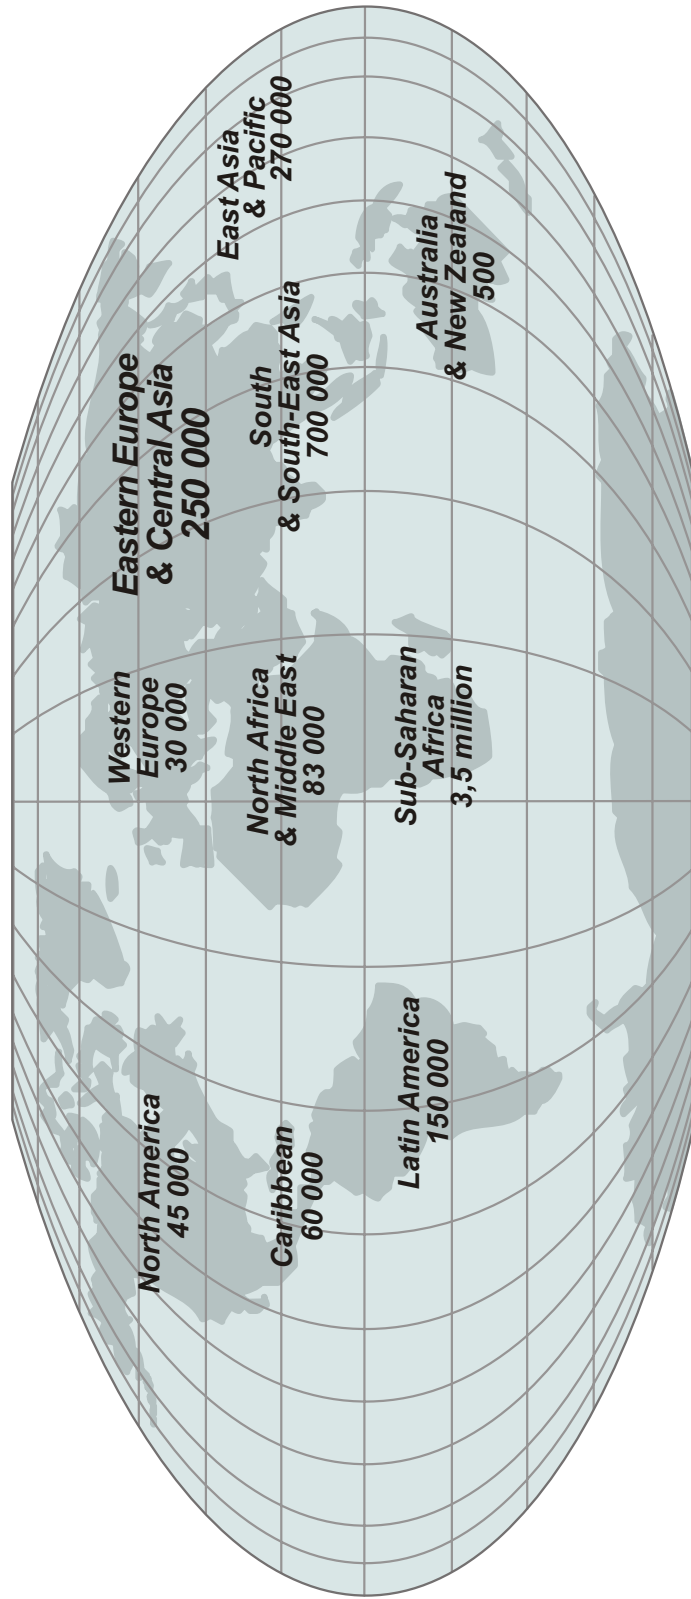 North America
45 000
Caribbean
60 000
Latin America
150 000
Western
Europe
30 000
North Africa
& Middle East
83 000
Sub-Saharan
Africa
3,5 million
Eastern Europe
& Central Asia
250 000
South
& South-East Asia
700 000
East Asia
& Pacific
270 000
Australia
& New Zealand
500